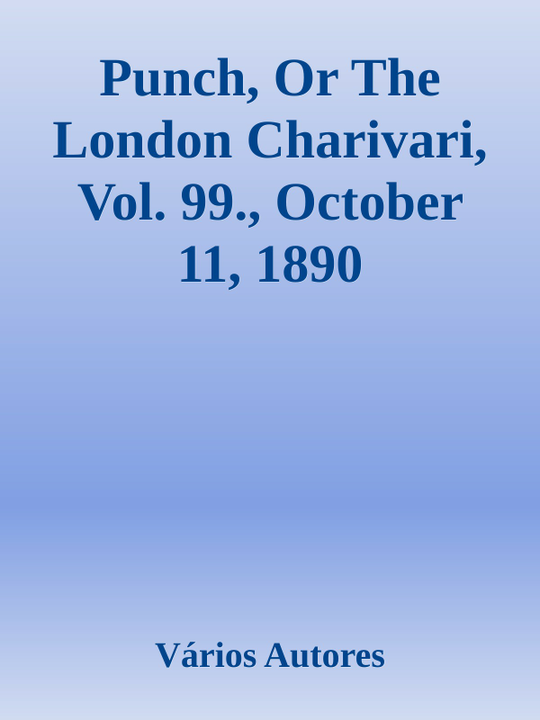 Punch, Or The
London Charivari,
Vol. 99., October
11, 1890
Vários Autores